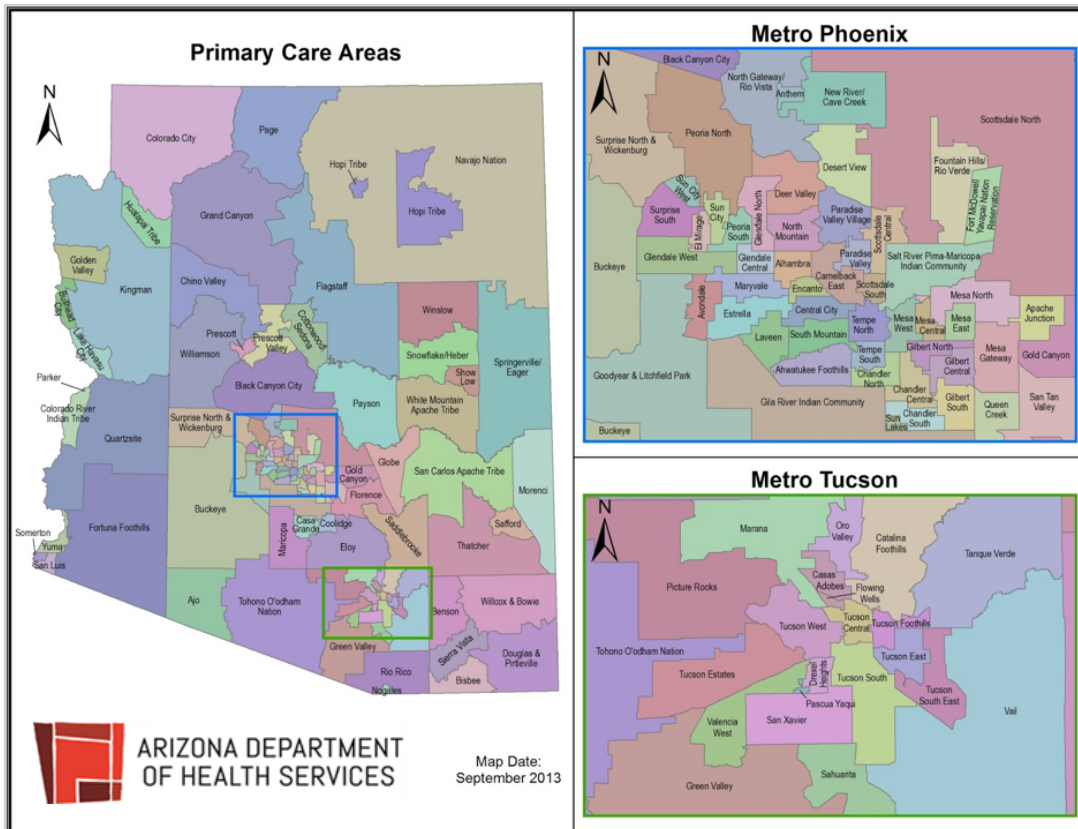 Primary Care Areas
N
Colorado City
Page
Hopi Tribe
Navajo Nation
Hopi Tribe
Grand Canyon
Hualapai Tribe
Golden
Valley
Kingman
Bullhead
City
Lake Havasu
City
Chino Valley
Flagstaff
Prescott
Prescott
Valley
Cottonwood
Sedona
Williamson
Winslow
Snowflake/Heber
Show
Low
Springerville/
Eager
Black Canyon City
Payson
White Mountain
Apache Tribe
Parker
Colorado River
Indian Tribe
Quartzsite
Surprise North &
Wickenburg
Buckeye
Gold
Canyon
Globe
San Carlos Apache Tribe
Florence
Morenci
Fortuna Foothills
Somerton
Yuma
San Luis
Maricopa
Casa
Grande
Coolidge
Eloy
Saddlebrooke
Safford
Thatcher
Ajo
Tohono O'odham
Nation
Benson
Willcox & Bowie
Green Valley
Rio Rico
Nogales
Sierra Vista
Bisbee
Douglas &
Pirtleville
ARIZONA DEPARTMENT
OF HEALTH SERVICES
Map Date:
September 2013
Metro Phoenix
N
Black Canyon City
North Gateway/
Rio Vista
Anthem
New River/
Cave Creek
Scottsdale North
Surprise North &
Wickenburg
Peoria North
Desert View
Fountain Hills/
Rio Verde
Fort McDowell
Yavapai Nation
Reservation
Sun City
West
Surprise
South
El Mirage
Sun
City
Peoria
South
Glendale North
Deer Valley
North
Mountain
Paradise
Valley Village
Scottsdale
Central
Paradise
Valley
Salt River Pima-Maricopa
Indian Community
Buckeye
Glendale West
Glendale
Central
Alhambra
Camelback
East
Scottsdale
South
Avondale
Maryvale
Encanto
Estrella
Central City
Laveen
South Mountain
Tempe
North
Mesa
West
Mesa
Central
Mesa North
Mesa
East
Apache
Junction
Gilbert North
Goodyear & Litchfield Park
Ahwatukee Foothills
Tempe
South
Chandler
North
Gilbert
Central
Mesa
Gateway
Gold Canyon
Gila River Indian Community
Chandler
Central
Gilbert
South
Queen
Creek
San Tan
Valley
Sun
Lakes
Chandler
South
Buckeye
Metro Tucson
N
Marana
Oro
Valley
Catalina
Foothills
Tanque Verde
Picture Rocks
Casas
Adobes
Flowing
Wells
Tucson West
Tucson
Central
Tucson Foothills
Tohono O'odham Nation
Tucson East
Tucson Estates
Drexel
Heights
Tucson South
Tucson
South East
Pascua Yaqui
Valencia
West
San Xavier
Vail
Green Valley
Sahuarita